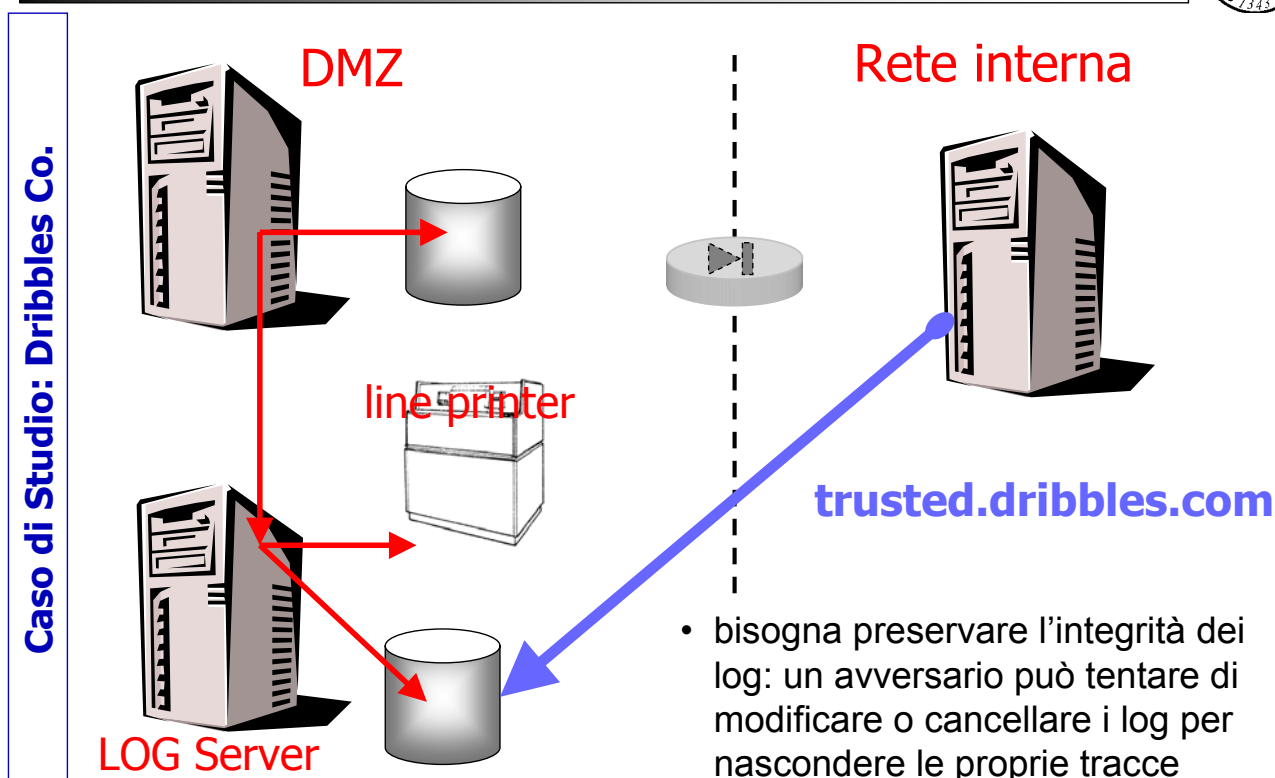 1343
Caso di Studio: Dribbles Co.
DMZ
Rete interna
line printer
trusted.dribbles.com
LOG Server
• bisogna preservare l’integrità dei
log: un avversario può tentare di
modificare o cancellare i log per
nascondere le proprie tracce